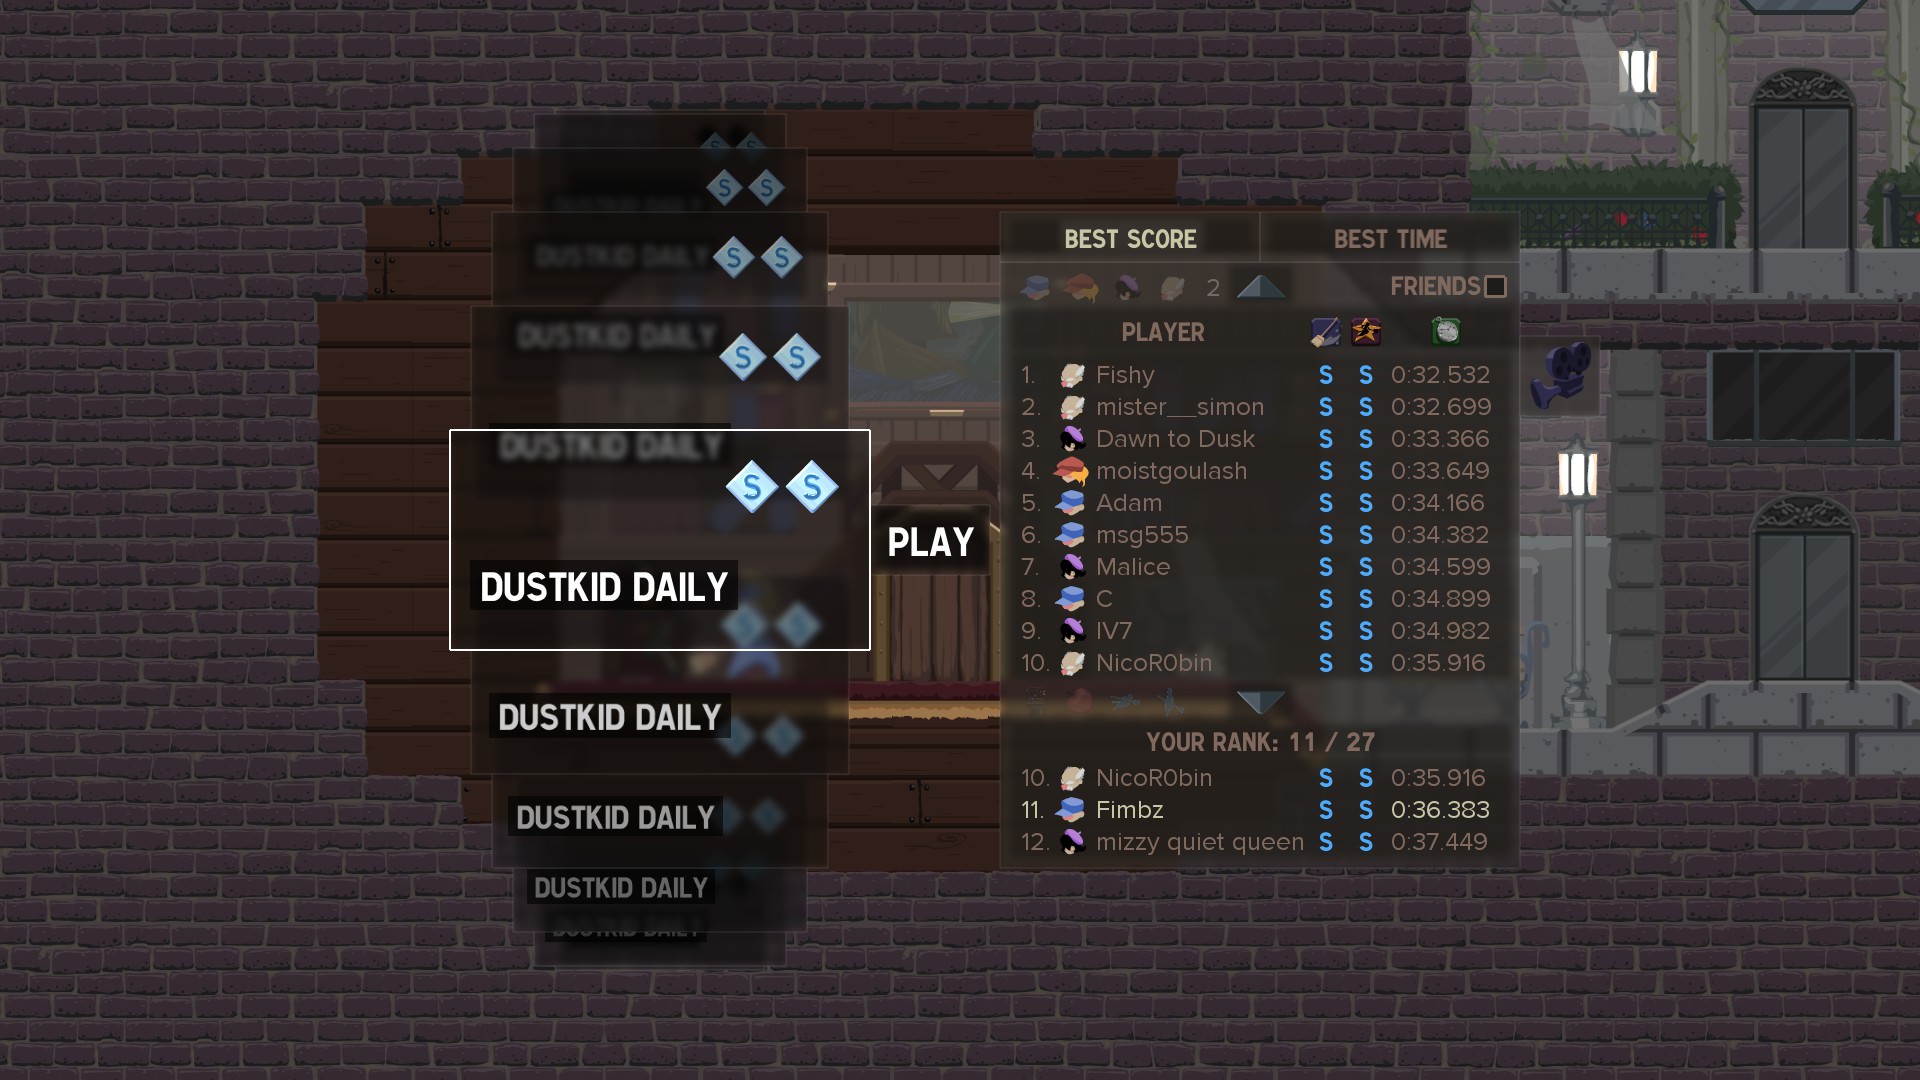 S S
S S
S S
DUSTKID DAILY
S S
DUSTKID DAILY
S S
DUSTKID DAILY
S S
DUSTKID DAILY
DUSTKID DAILY
DUSTKID DAILY
DUSTKID DAILY
DUSTKID DAILY
PLAY
BEST SCORE BEST TIME
2 FRIENDS
PLAYER
1. Fishy S S 0:32.532
2. mister__simon S S 0:32.699
3. Dawn to Dusk S S 0:33.366
4. moistgoulash S S 0:33.649
5. Adam S S 0:34.166
6. msg555 S S 0:34.382
7. Malice S S 0:34.599
8. C S S 0:34.899
9. IV7 S S 0:34.982
10. NicoR0bin S S 0:35.916
YOUR RANK: 11 / 27
10. NicoR0bin S S 0:35.916
11. Fimbz S S 0:36.383
12. mizzy quiet queen S S 0:37.449